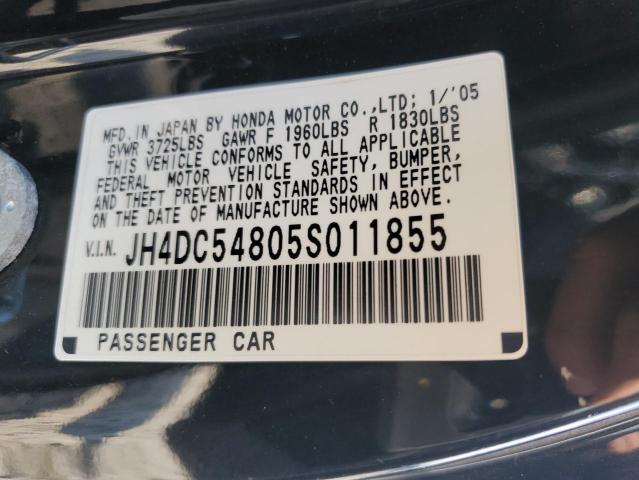 MFD. IN JAPAN BY HONDA MOTOR CO.,LTD; 1/'05
GVWR 3725LBS GAWR F 1960LBS R 1830LBS
THIS VEHICLE CONFORMS TO ALL APPLICABLE
FEDERAL MOTOR VEHICLE SAFETY, BUMPER,
AND THEFT PREVENTION STANDARDS IN EFFECT
ON THE DATE OF MANUFACTURE SHOWN ABOVE.
V.I.N. JH4DC54805S011855
PASSENGER CAR